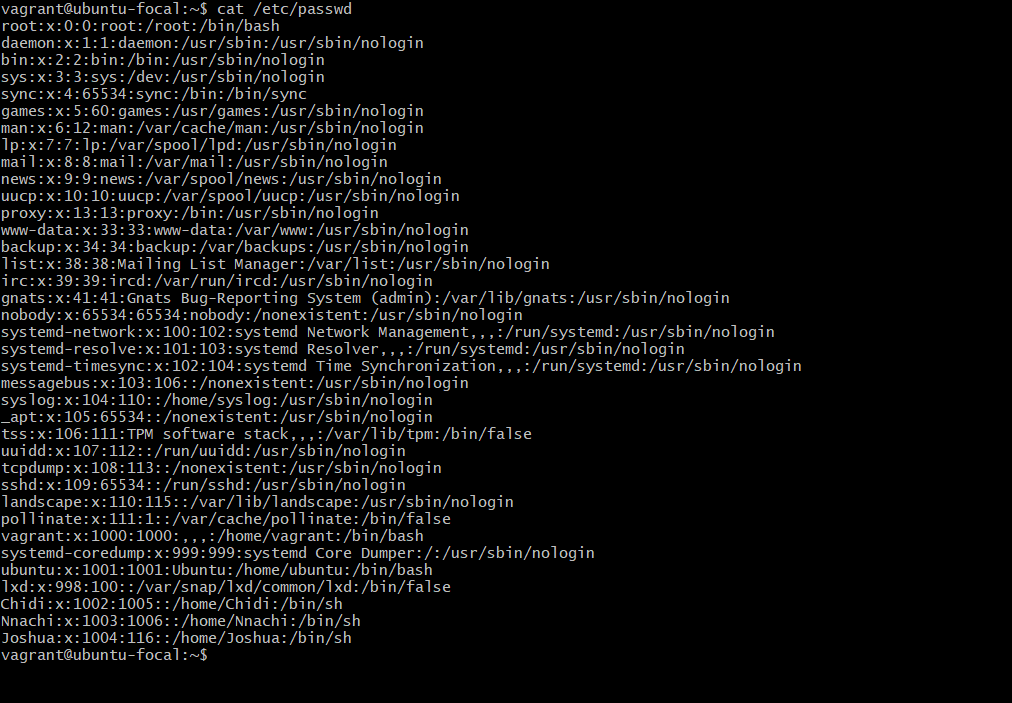 vagrant@ubuntu-focal:~$ cat /etc/passwd
root:x:0:0:root:/root:/bin/bash
daemon:x:1:1:daemon:/usr/sbin:/usr/sbin/nologin
bin:x:2:2:bin:/bin:/usr/sbin/nologin
sys:x:3:3:sys:/dev:/usr/sbin/nologin
sync:x:4:65534:sync:/bin:/bin/sync
games:x:5:60:games:/usr/games:/usr/sbin/nologin
man:x:6:12:man:/var/cache/man:/usr/sbin/nologin
lp:x:7:7:lp:/var/spool/lpd:/usr/sbin/nologin
mail:x:8:8:mail:/var/mail:/usr/sbin/nologin
news:x:9:9:news:/var/spool/news:/usr/sbin/nologin
uucp:x:10:10:uucp:/var/spool/uucp:/usr/sbin/nologin
proxy:x:13:13:proxy:/bin:/usr/sbin/nologin
www-data:x:33:33:www-data:/var/www:/usr/sbin/nologin
backup:x:34:34:backup:/var/backups:/usr/sbin/nologin
list:x:38:38:Mailing List Manager:/var/list:/usr/sbin/nologin
irc:x:39:39:ircd:/var/run/ircd:/usr/sbin/nologin
gnats:x:41:41:Gnats Bug-Reporting System (admin):/var/lib/gnats:/usr/sbin/nologin
nobody:x:65534:65534:nobody:/nonexistent:/usr/sbin/nologin
systemd-network:x:100:102:systemd Network Management,,,:/run/systemd:/usr/sbin/nologin
systemd-resolve:x:101:103:systemd Resolver,,,:/run/systemd:/usr/sbin/nologin
systemd-timesync:x:102:104:systemd Time Synchronization,,,:/run/systemd:/usr/sbin/nologin
messagebus:x:103:106::/nonexistent:/usr/sbin/nologin
syslog:x:104:110::/home/syslog:/usr/sbin/nologin
_apt:x:105:65534::/nonexistent:/usr/sbin/nologin
tss:x:106:111:TPM software stack,,,:/var/lib/tpm:/bin/false
uuidd:x:107:112::/run/uuidd:/usr/sbin/nologin
tcpdump:x:108:113::/nonexistent:/usr/sbin/nologin
sshd:x:109:65534::/run/sshd:/usr/sbin/nologin
landscape:x:110:115::/var/lib/landscape:/usr/sbin/nologin
pollinate:x:111:1::/var/cache/pollinate:/bin/false
vagrant:x:1000:1000:,,,:/home/vagrant:/bin/bash
systemd-coredump:x:999:999:systemd Core Dumper:/:/usr/sbin/nologin
ubuntu:x:1001:1001:Ubuntu:/home/ubuntu:/bin/bash
lxd:x:998:100::/var/snap/lxd/common/lxd:/bin/false
Chidi:x:1002:1005::/home/Chidi:/bin/sh
Nnachi:x:1003:1006::/home/Nnachi:/bin/sh
Joshua:x:1004:116::/home/Joshua:/bin/sh
vagrant@ubuntu-focal:~$